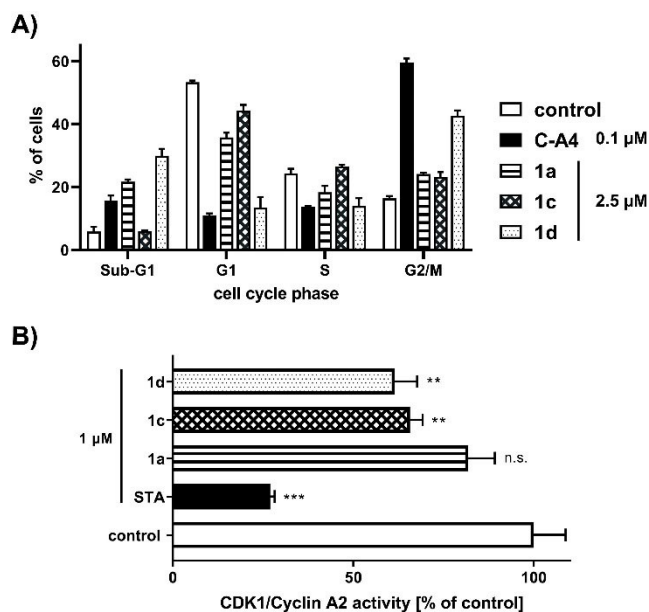 A)
% of cells
60
40
20
0
Sub-G1 G1 S G2/M
cell cycle phase
control
C-A4 0.1 µM
1a
1c 2.5 µM
1d
B)
1 µM
1d **
1c **
1a n.s.
STA ***
control
0 50 100
CDK1/Cyclin A2 activity [% of control]